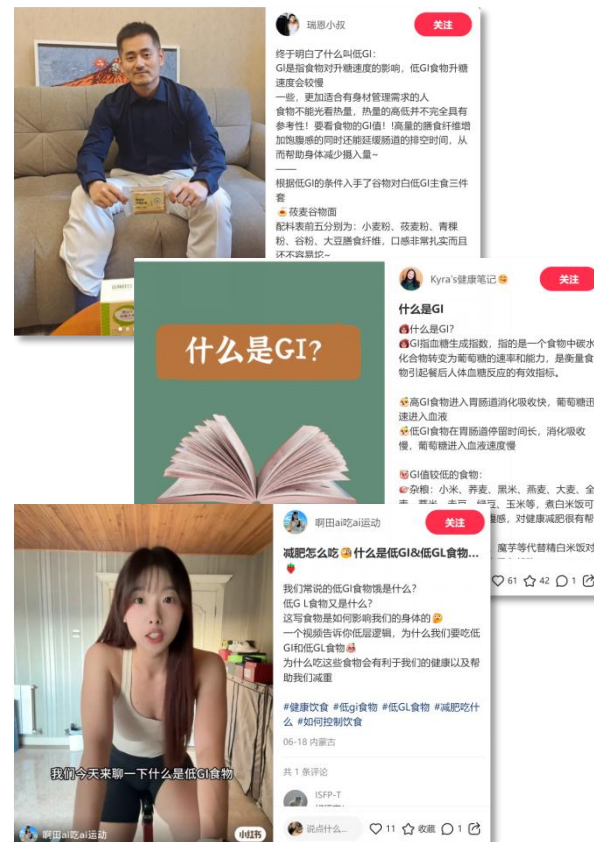 瑞恩小叔
关注
终于明白了什么叫低GI：
GI是指食物对升糖速度的影响，低GI食物升糖
速度会较慢
一些，更加适合有身材管理需求的人
食物不能光看热量，热量的高低并不完全具有
参考性！要看食物的GI值！!高量的膳食纤维增
加饱腹感的同时还能延缓肠道的排空时间，从
而帮助身体减少摄入量~
根据低GI的条件入手了谷物对白低GI主食三件
套
莜麦谷物面
配料表前五分别为：小麦粉、莜麦粉、青稞
粉、谷粉、大豆膳食纤维，口感非常扎实而且
还不容易坨~
什么是GI？
Kyra's健康笔记
关注
什么是GI
什么是GI?
GI指血糖生成指数，指的是一个食物中碳水
化合物转变为葡萄糖的速率和能力，是衡量食
物引起餐后人体血糖反应的有效指标。
高GI食物进入胃肠道消化吸收快，葡萄糖迅
速进入血液
低GI食物在胃肠道停留时间长，消化吸收
慢，葡萄糖进入血液速度慢
GI值较低的食物：
杂粮：小米、荞麦、黑米、燕麦、大麦、全
玉米等，煮白米饭可
腹感，对健康减肥很有帮
魔芋等代替精白米饭对
61 42 1
我们今天来聊一下什么是低GI食物
啊田ai吃ai运动
小红书
啊田ai吃ai运动
关注
减肥怎么吃 什么是低GI&低GL食物...
我们常说的低GI食物饿是什么？
低G L食物又是什么？
这写食物是如何影响我们的身体的
一个视频告诉你低层逻辑，为什么我们要吃低
GI和低GL食物
为什么吃这些食物会有利于我们的健康以及帮
助我们减重
#健康饮食 #低gi食物 #低GL食物 #减肥吃什
么 #如何控制饮食
06-18 内蒙古
共 1 条评论
ISFP-T
说点什么... 11 收藏 1